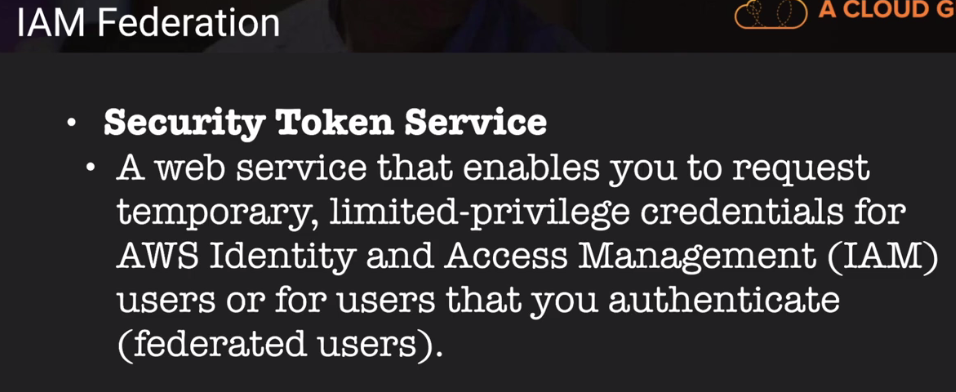 IAM Federation
A CLOUD G
• Security Token Service
• A web service that enables you to request
temporary, limited-privilege credentials for
AWS Identity and Access Management (IAM)
users or for users that you authenticate
(federated users).